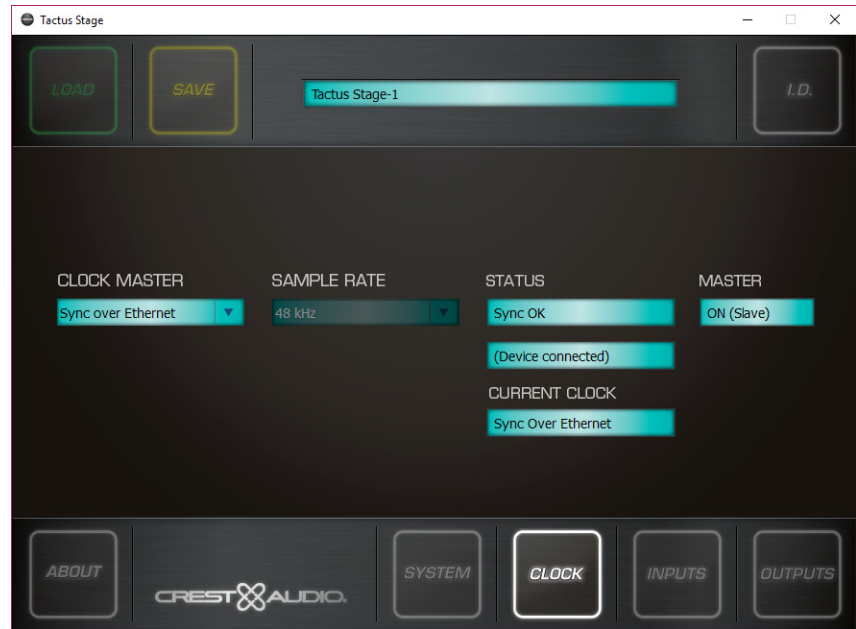 Tactus Stage
LOAD
SAVE
Tactus Stage-1
I.D.
CLOCK MASTER
SAMPLE RATE
STATUS
MASTER
Sync over Ethernet
48 kHz
Sync OK
ON (Slave)
(Device connected)
CURRENT CLOCK
Sync Over Ethernet
ABOUT
CREST AUDIO.
SYSTEM
CLOCK
INPUTS
OUTPUTS